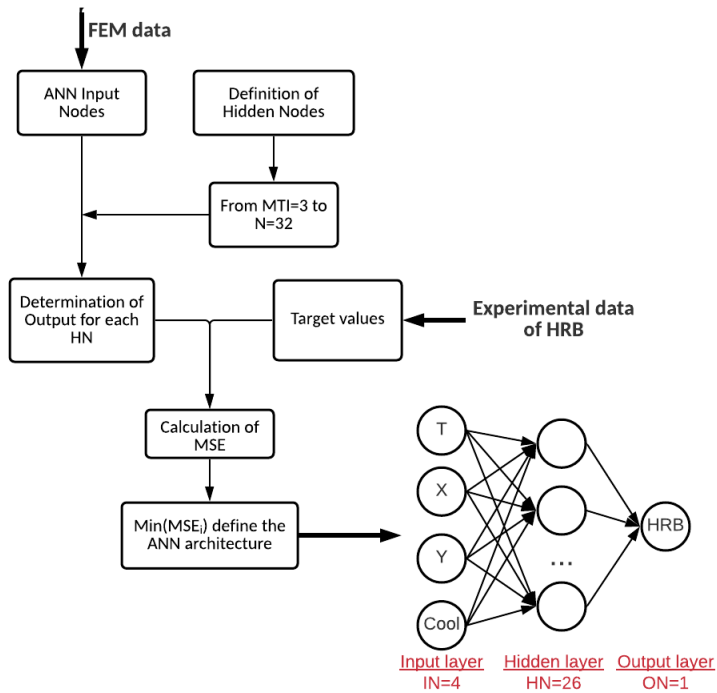 FEM data
ANN Input
Nodes
Definition of
Hidden Nodes
From MTI=3 to
N=32
Determination of
Output for each
HN
Target values
Experimental data
of HRB
Calculation of
MSE
Min(MSEᵢ) define the
ANN architecture
T
X
Y
Cool
...
HRB
Input layer
IN=4
Hidden layer
HN=26
Output layer
ON=1